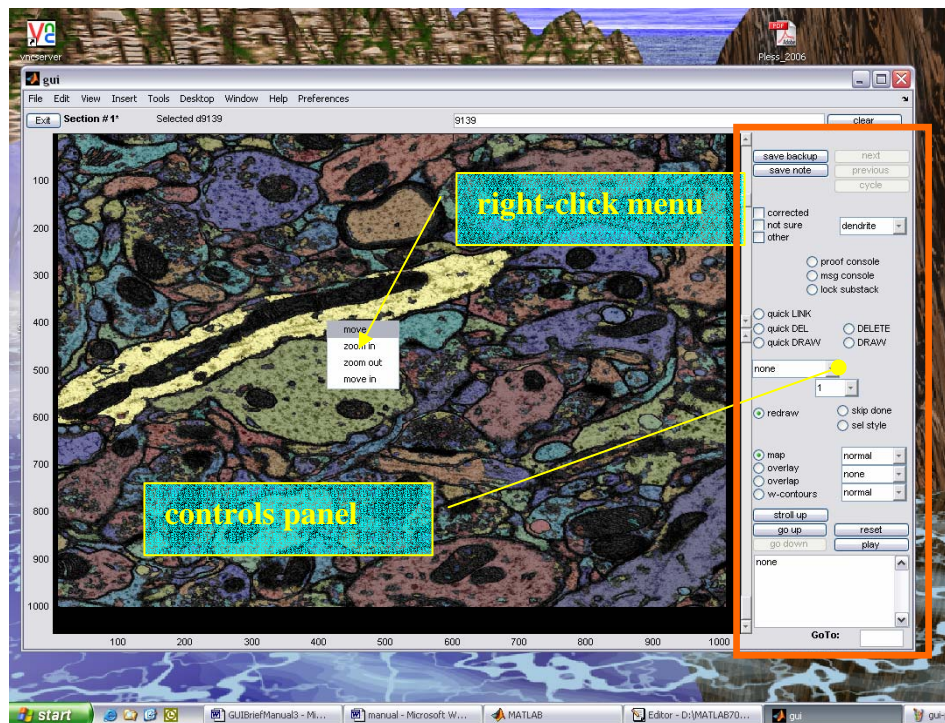 vncserver
PDF
Adobe
Pless_2006
gui
File Edit View Insert Tools Desktop Window Help Preferences
Exit Section #1* Selected d9139 9139 clear
100
200
300
400
500
600
700
800
900
1000
100 200 300 400 500 600 700 800 900 1000
right-click menu
move
zoom in
zoom out
move in
controls panel
save backup next
save note previous
cycle
corrected
not sure dendrite
other
proof console
msg console
lock substack
quick LINK
quick DEL DELETE
quick DRAW DRAW
none
1
redraw skip done
sel style
map normal
overlay none
overlap
w-contours normal
stroll up
go up reset
go down play
none
GoTo:
start GUIBriefManual3 - Mi... manual - Microsoft W... MATLAB Editor - D:\MATLAB70... gui